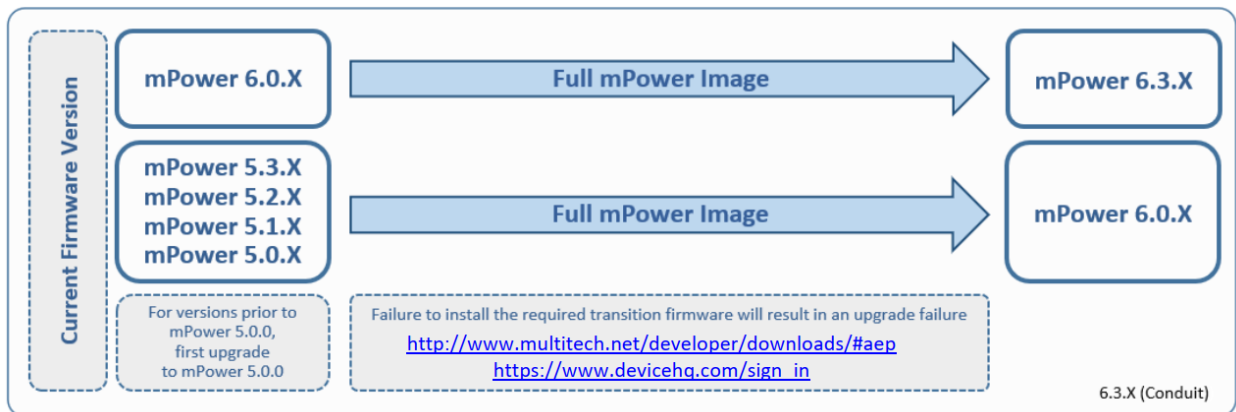 Current Firmware Version
mPower 6.0.X
Full mPower Image
mPower 6.3.X
mPower 5.3.X
mPower 5.2.X
mPower 5.1.X
mPower 5.0.X
Full mPower Image
mPower 6.0.X
For versions prior to
mPower 5.0.0,
first upgrade
to mPower 5.0.0
Failure to install the required transition firmware will result in an upgrade failure
http://www.multitech.net/developer/downloads/#aep
https://www.devicehq.com/sign_in
6.3.X (Conduit)